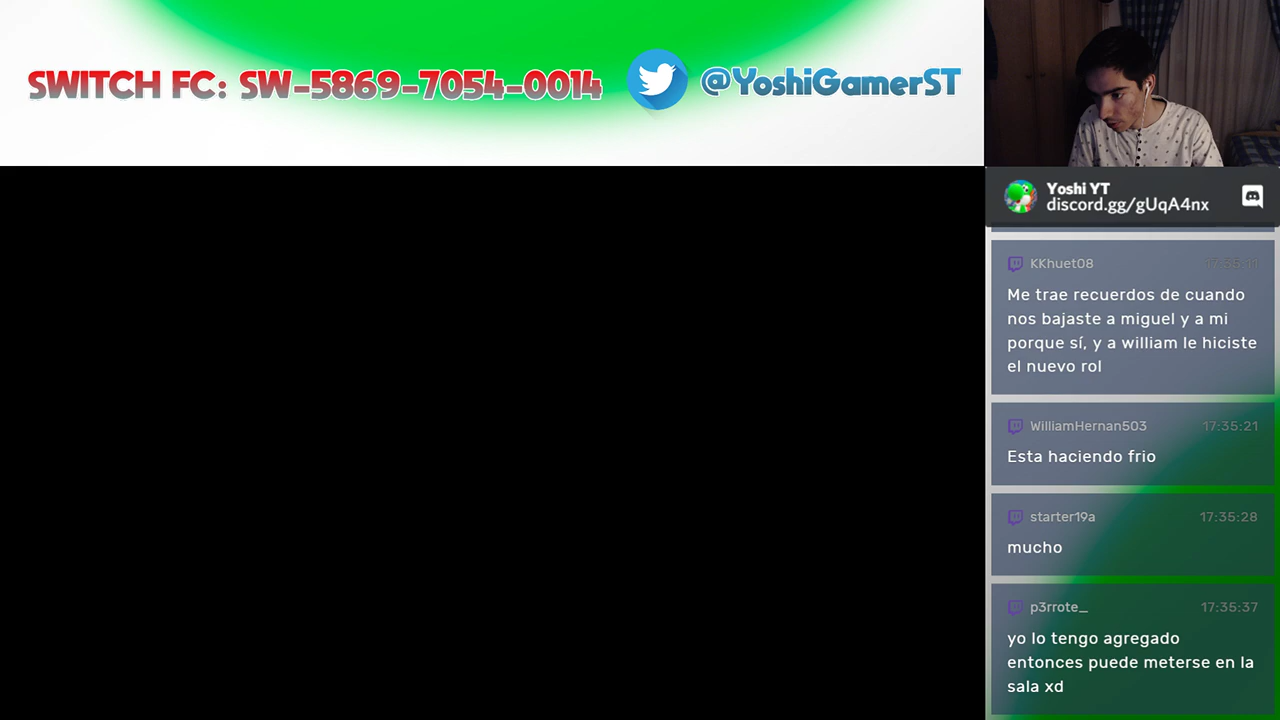 SWITCH FC: SW-5869-7054-0014
@YoshiGamerST
Yoshi YT
discord.gg/gUqA4nx
KKhuet08
Me trae recuerdos de cuando
nos bajaste a miguel y a mi
porque sí, y a william le hiciste
el nuevo rol
WilliamHernan503 17:35:21
Esta haciendo frio
starter19a 17:35:28
mucho
p3rrote_ 17:35:37
yo lo tengo agregado
entonces puede meterse en la
sala xd